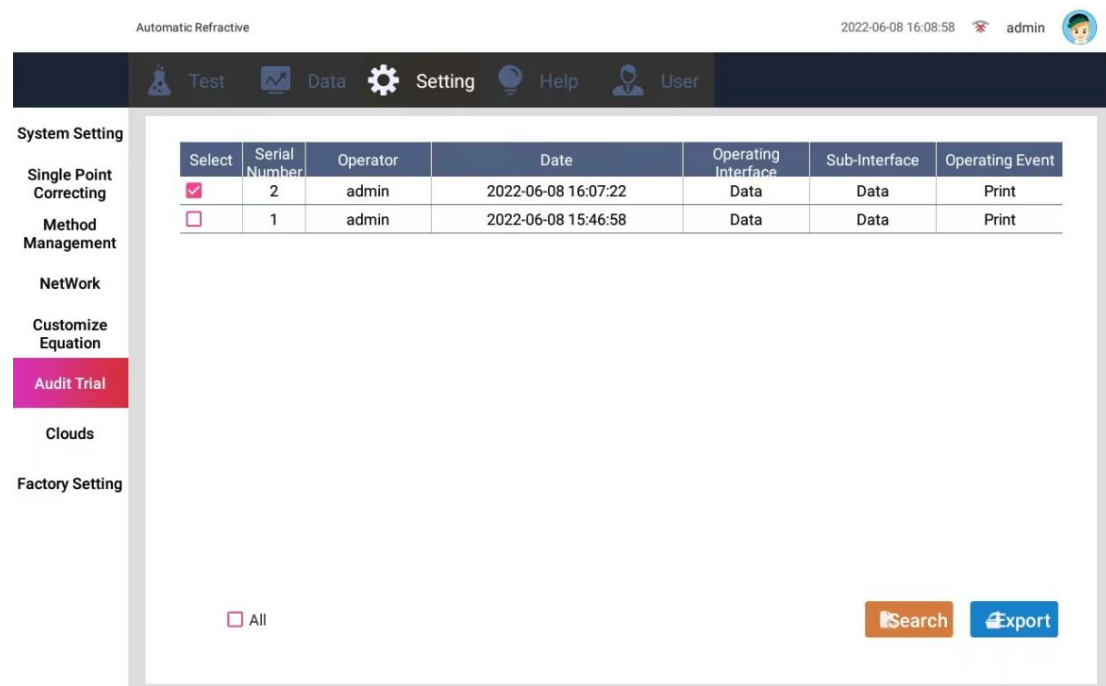 Automatic Refractive 2022-06-08 16:08:58 admin
Test Data Setting Help User
System Setting
Single Point
Correcting
Method
Management
NetWork
Customize
Equation
Audit Trial
Clouds
Factory Setting
Select Serial Number Operator Date Operating Interface Sub-Interface Operating Event
2 admin 2022-06-08 16:07:22 Data Data Print
1 admin 2022-06-08 15:46:58 Data Data Print
All Search Export